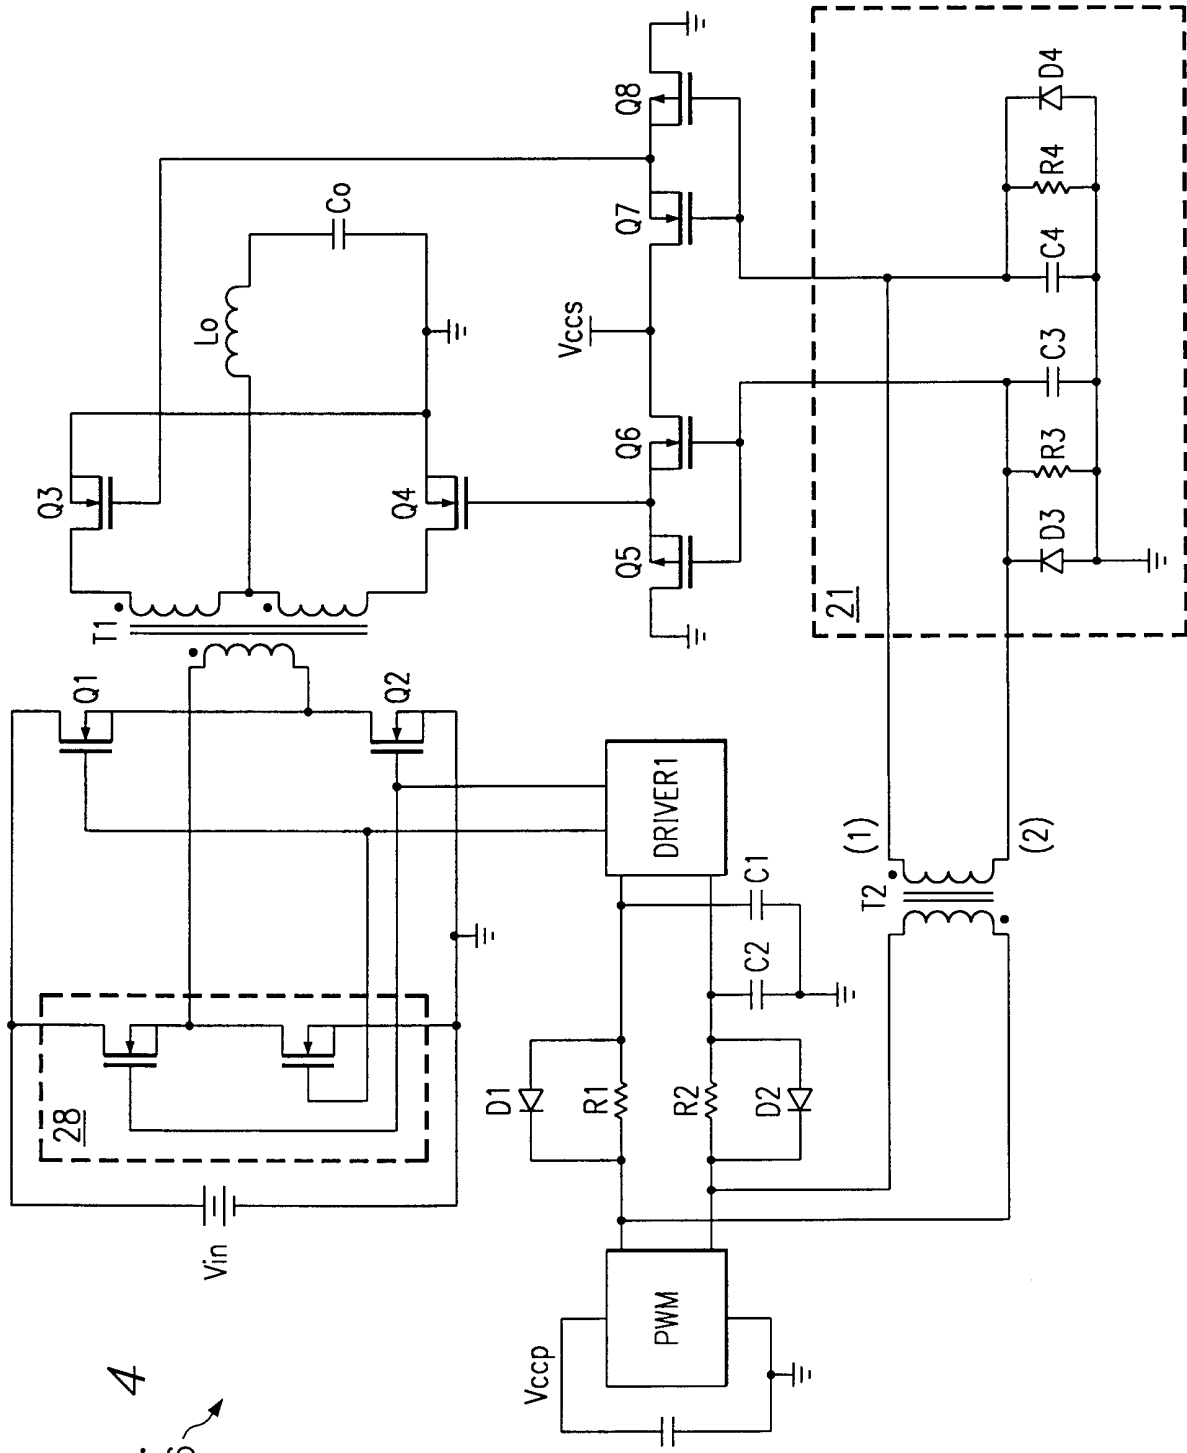 Q8
D4
R4
Q7
C4
Co
Lo
Vccs
C3
Q6
R3
Q3
Q4
Q5
D3
21
T1
Q1
Q2
DRIVER1
(1)
(2)
T2
C1
C2
28
D1
R1
R2
D2
Vin
PWM
Vccp
4